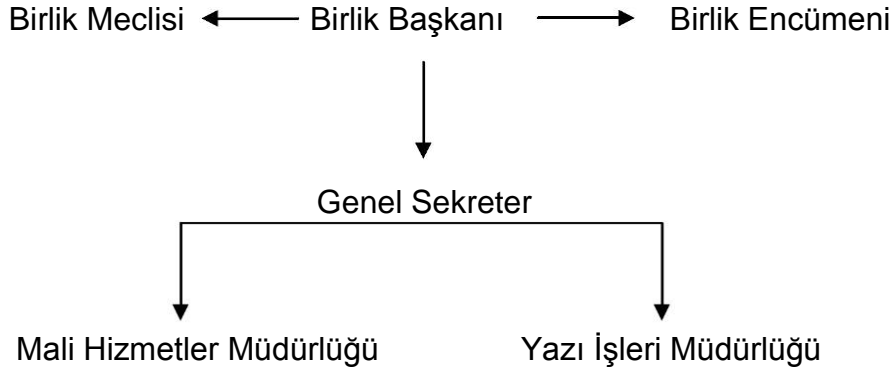 Birlik Meclisi Birlik Başkanı Birlik Encümeni
Genel Sekreter
Mali Hizmetler Müdürlüğü Yazı İşleri Müdürlüğü